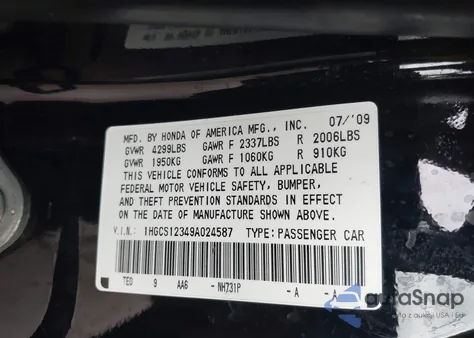 MFD. BY HONDA OF AMERICA MFG., INC. 07/'09
GVWR 4299LBS GAWR F 2337LBS R 2006LBS
GVWR 1950KG GAWR F 1060KG R 910KG
THIS VEHICLE CONFORMS TO ALL APPLICABLE
FEDERAL MOTOR VEHICLE SAFETY, BUMPER,
AND THEFT PREVENTION STANDARDS IN EFFECT
ON THE DATE OF MANUFACTURE SHOWN ABOVE.
V.I.N.: 1HGCS12349A024587 TYPE: PASSENGER CAR
TE0 9 AA6 -NH731P -A -A
autoSnap